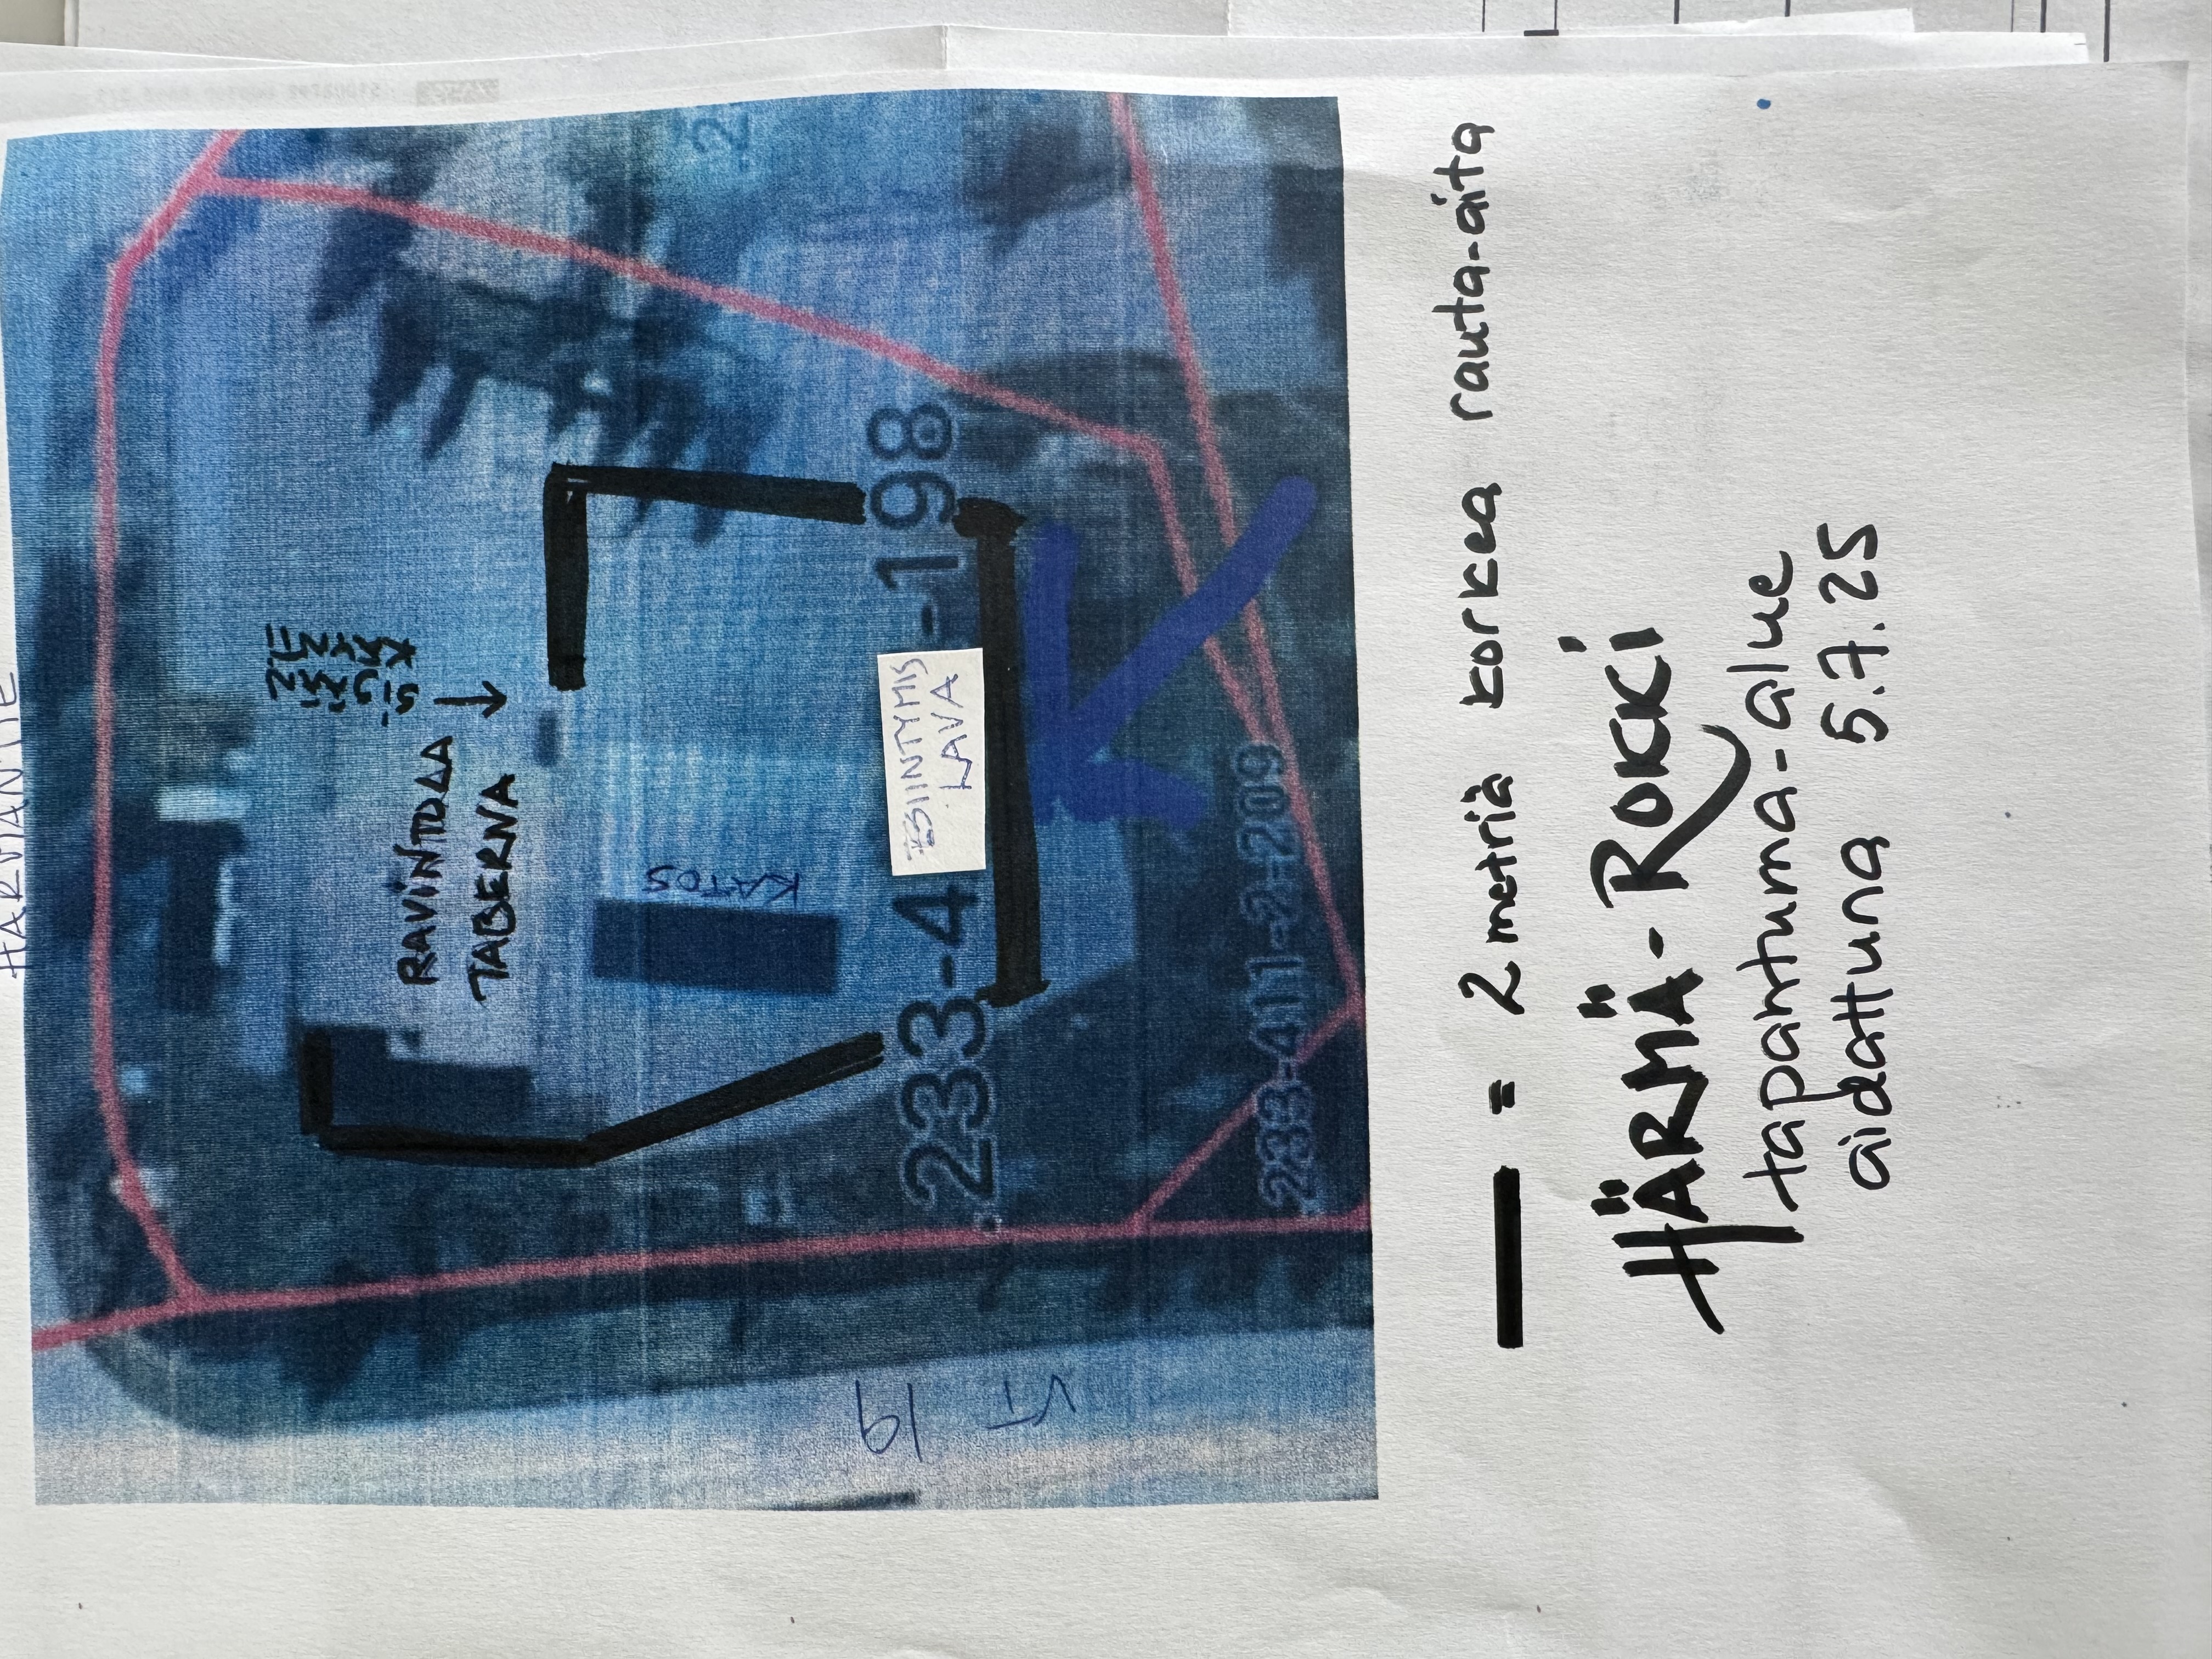 HÄRMÄNTIE
SISÄÄN
KÄYNTI
RAVINTOLA
TABERNA
↓
KATOS
ESIINTYMIS
LAVA
.233-4
-198
.233-411-2-209
VT 19
= 2 metriä korkea rauta-aita
HÄRMÄ-ROKKI
tapahtuma-alue
aidattuna 5.7.25